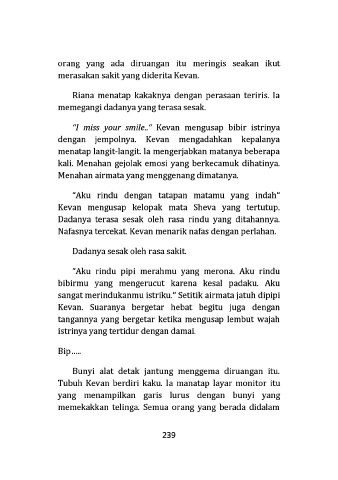 orang yang ada diruangan itu meringis seakan ikut
merasakan sakit yang diderita Kevan.
Riana menatap kakaknya dengan perasaan teriris. Ia
memegangi dadanya yang terasa sesak.
"I miss your smile.." Kevan mengusap bibir istrinya
dengan jempolnya. Kevan mengadahkan kepalanya
menatap langit-langit. Ia mengerjabkan matanya beberapa
kali. Menahan gejolak emosi yang berkecamuk dihatinya.
Menahan airmata yang menggenang dimatanya.
"Aku rindu dengan tatapan matamu yang indah"
Kevan mengusap kelopak mata Sheva yang tertutup.
Dadanya terasa sesak oleh rasa rindu yang ditahannya.
Nafasnya tercekat. Kevan menarik nafas dengan perlahan.
Dadanya sesak oleh rasa sakit.
"Aku rindu pipi merahmu yang merona. Aku rindu
bibirmu yang mengerucut karena kesal padaku. Aku
sangat merindukanmu istriku." Setitik airmata jatuh dipipi
Kevan. Suaranya bergetar hebat begitu juga dengan
tangannya yang bergetar ketika mengusap lembut wajah
istrinya yang tertidur dengan damai.
Bip.....
Bunyi alat detak jantung menggema diruangan itu.
Tubuh Kevan berdiri kaku. Ia manatap layar monitor itu
yang menampilkan garis lurus dengan bunyi yang
memekakkan telinga. Semua orang yang berada didalam
239